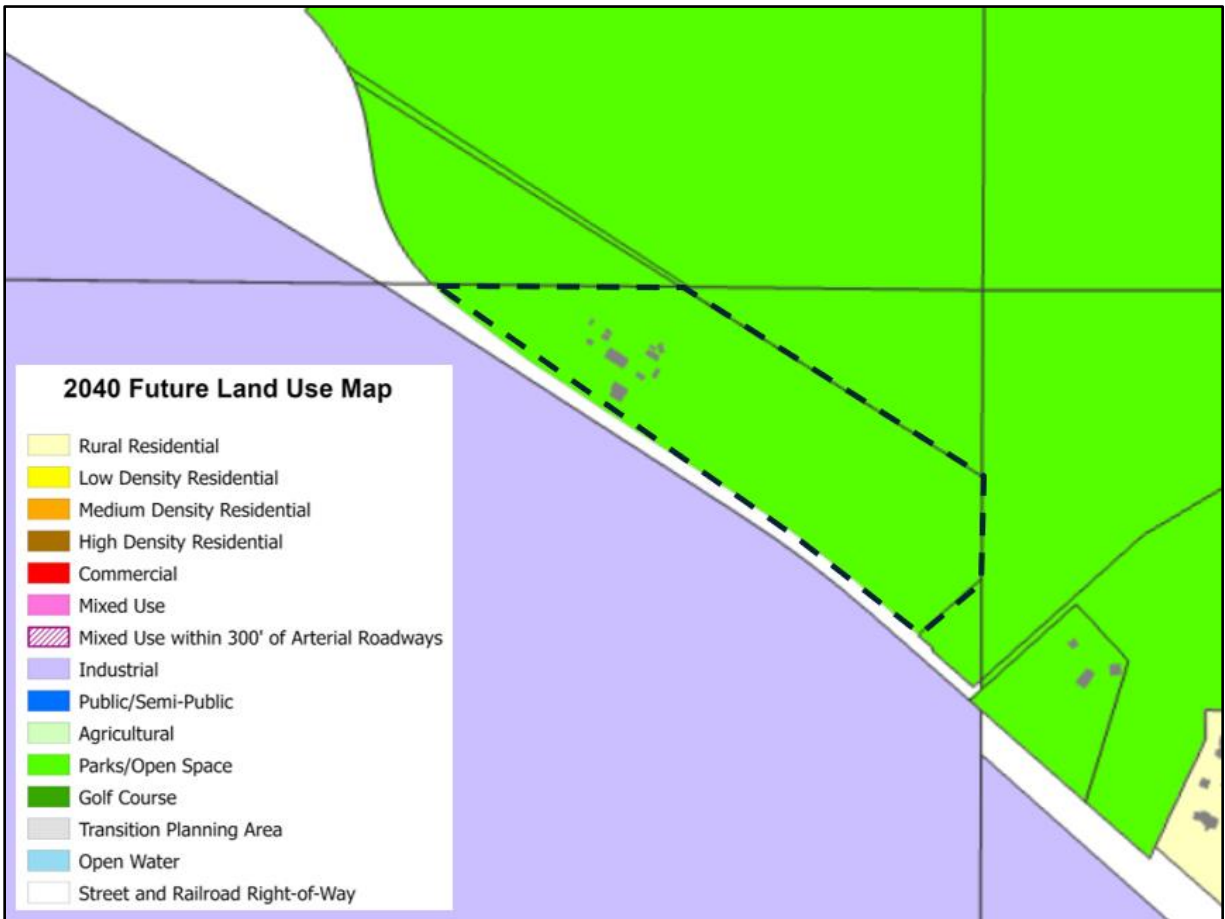 2040 Future Land Use Map
Rural Residential
Low Density Residential
Medium Density Residential
High Density Residential
Commercial
Mixed Use
Mixed Use within 300' of Arterial Roadways
Industrial
Public/Semi-Public
Agricultural
Parks/Open Space
Golf Course
Transition Planning Area
Open Water
Street and Railroad Right-of-Way